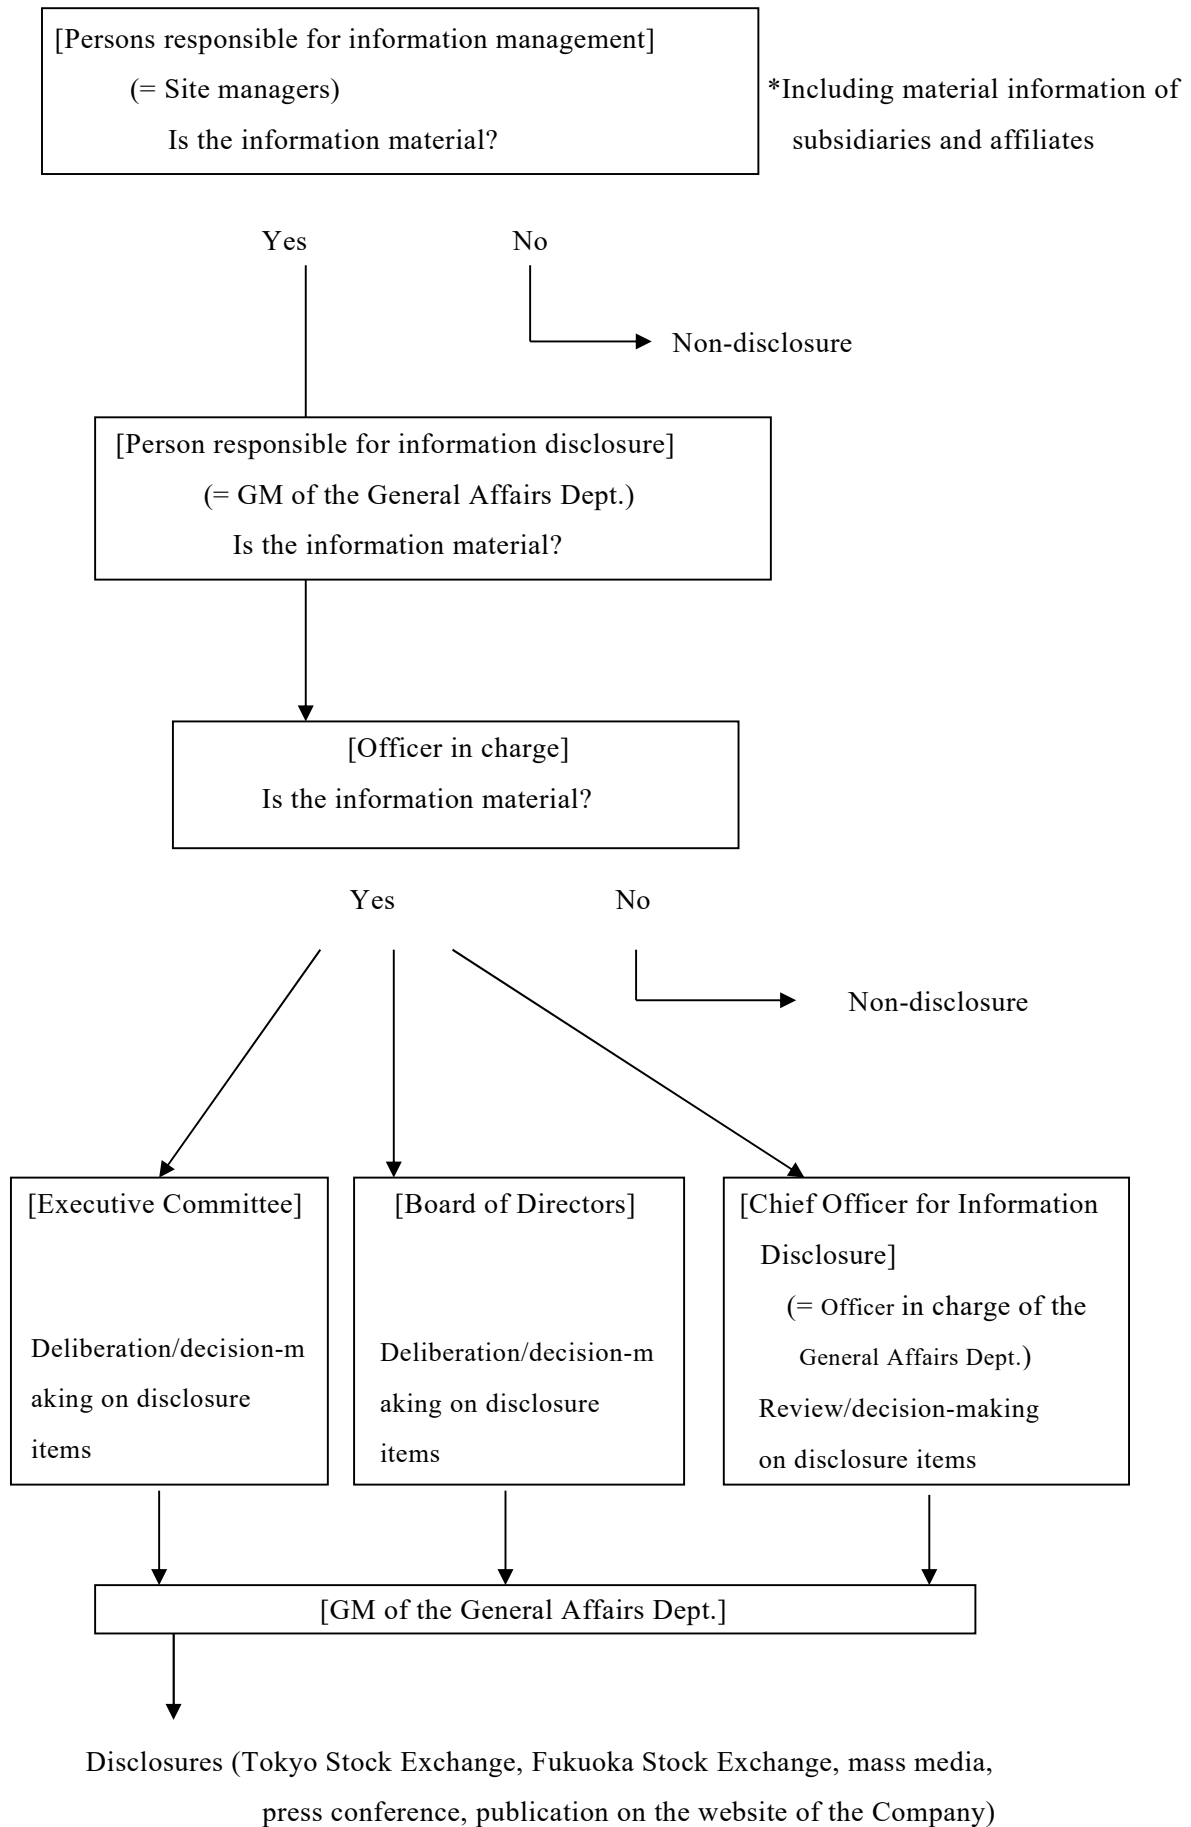 [Persons responsible for information management]
(= Site managers)
Is the information material?
*Including material information of
subsidiaries and affiliates
Yes
No
Non-disclosure
[Person responsible for information disclosure]
(= GM of the General Affairs Dept.)
Is the information material?
[Officer in charge]
Is the information material?
Yes
No
Non-disclosure
[Executive Committee]
Deliberation/decision-m
aking on disclosure
items
[Board of Directors]
Deliberation/decision-m
aking on disclosure
items
[Chief Officer for Information
Disclosure]
(= Officer in charge of the
General Affairs Dept.)
Review/decision-making
on disclosure items
[GM of the General Affairs Dept.]
Disclosures (Tokyo Stock Exchange, Fukuoka Stock Exchange, mass media,
press conference, publication on the website of the Company)